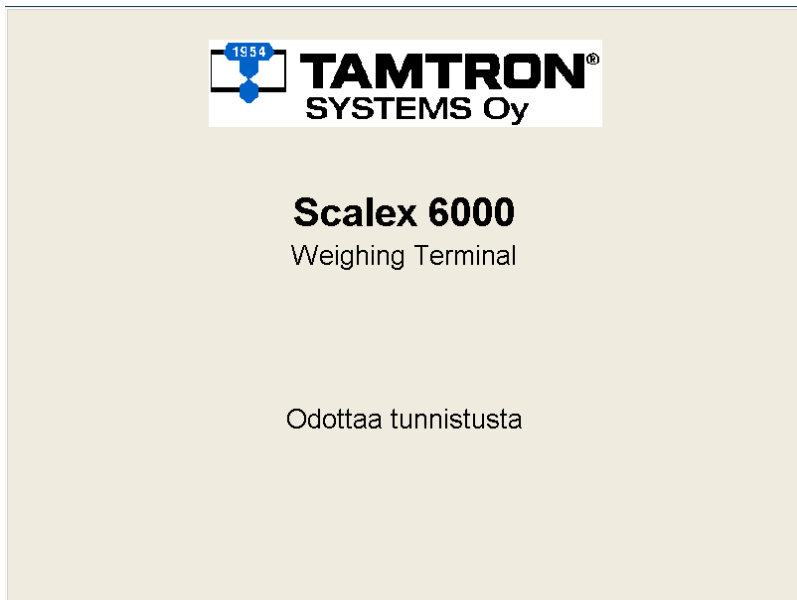 1954
TAMTRON®
SYSTEMS Oy
Scalex 6000
Weighing Terminal
Odottaa tunnistusta